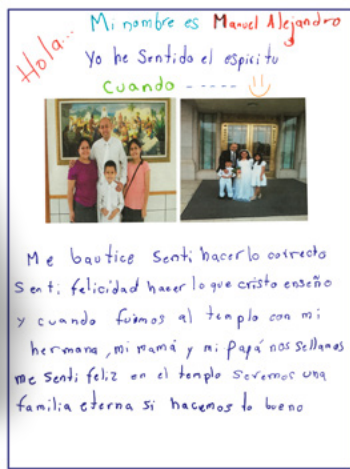 Hola...
Mi nombre es Manuel Alejandro
Yo he Sentido el espiritu
Cuando -----
Me bautice senti hacer lo correcto
Senti felicidad hacer lo que cristo enseño
y cuando fuimos al templo con mi
hermana, mi mamá y mi papá nos sellamos
me senti feliz en el templo Seremos una
familia eterna si hacemos lo bueno